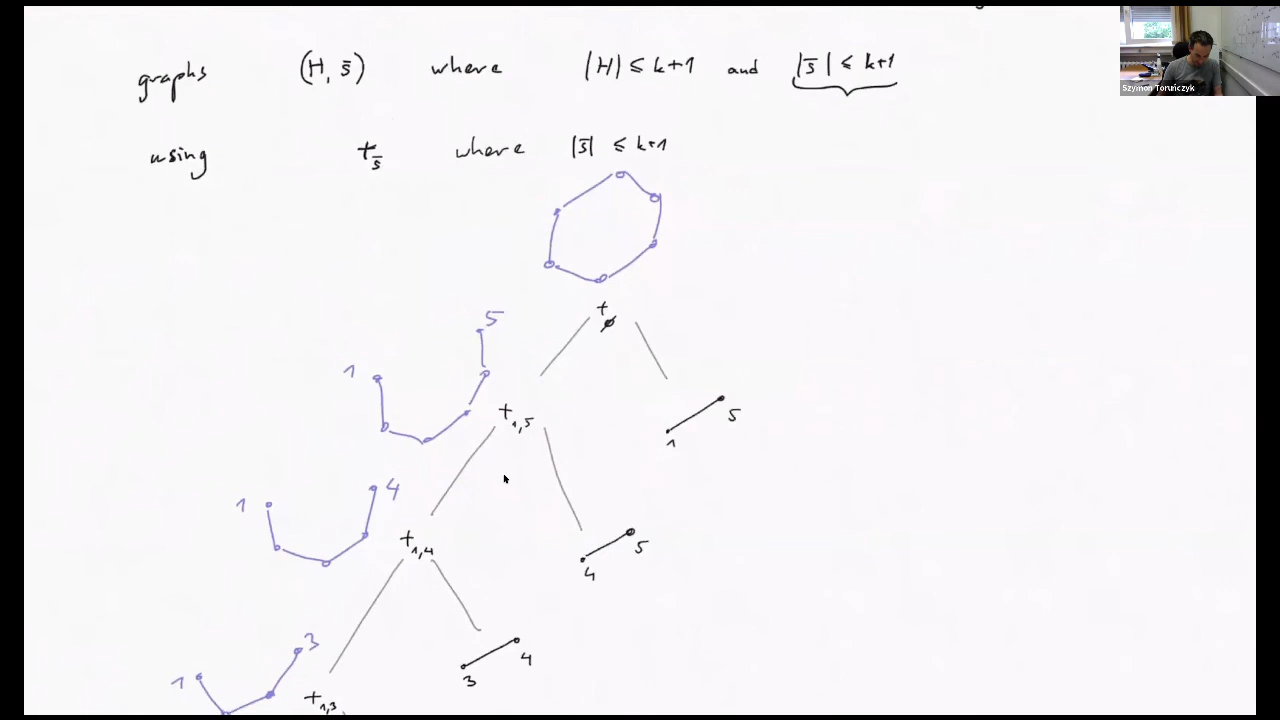 graphs (H, s̄) where |H| ≤ k+1 and |s̄| ≤ k+1
Szymon Toruńczyk
using t_s̄ where |s̄| ≤ k+1
t_∅
5
1
t_1,5
5
1
1
4
t_1,4
5
4
3
4
3
1
t_1,3